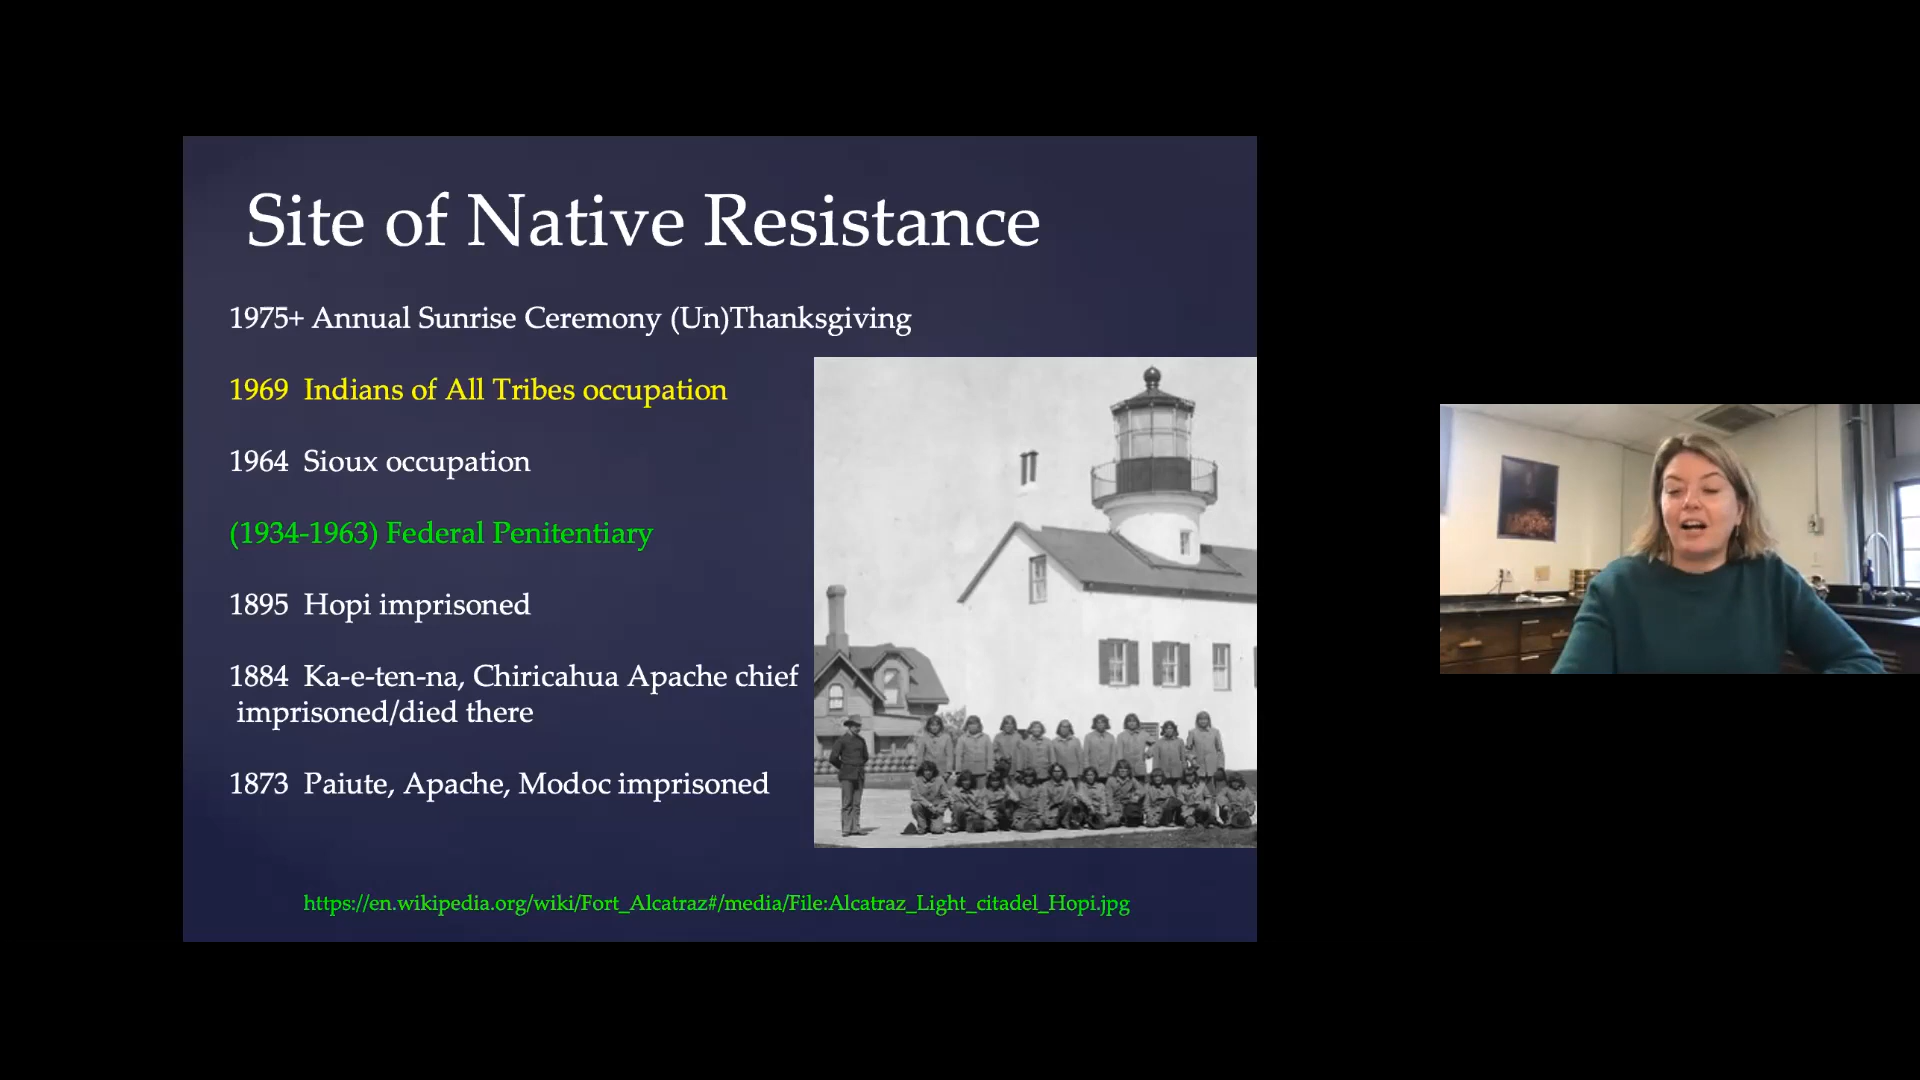 Site of Native Resistance
1975+ Annual Sunrise Ceremony (Un)Thanksgiving
1969 Indians of All Tribes occupation
1964 Sioux occupation
(1934-1963) Federal Penitentiary
1895 Hopi imprisoned
1884 Ka-e-ten-na, Chiricahua Apache chief
imprisoned/died there
1873 Paiute, Apache, Modoc imprisoned
https://en.wikipedia.org/wiki/Fort_Alcatraz#/media/File:Alcatraz_Light_citadel_Hopi.jpg